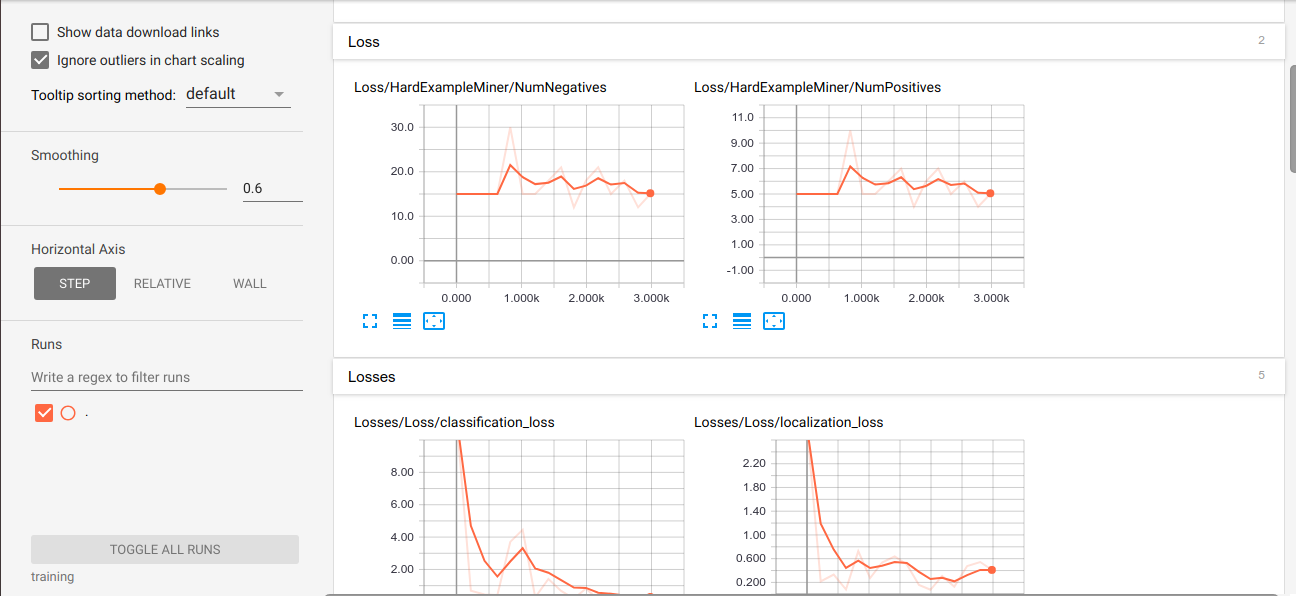 Show data download links
Ignore outliers in chart scaling
Tooltip sorting method: default
Smoothing
0.6
Horizontal Axis
STEP RELATIVE WALL
Runs
Write a regex to filter runs
.
TOGGLE ALL RUNS
training
Loss 2
Loss/HardExampleMiner/NumNegatives
30.0
20.0
10.0
0.00
0.000 1.000k 2.000k 3.000k
Loss/HardExampleMiner/NumPositives
11.0
9.00
7.00
5.00
3.00
1.00
-1.00
0.000 1.000k 2.000k 3.000k
Losses 5
Losses/Loss/classification_loss
8.00
6.00
4.00
2.00
Losses/Loss/localization_loss
2.20
1.80
1.40
1.00
0.600
0.200